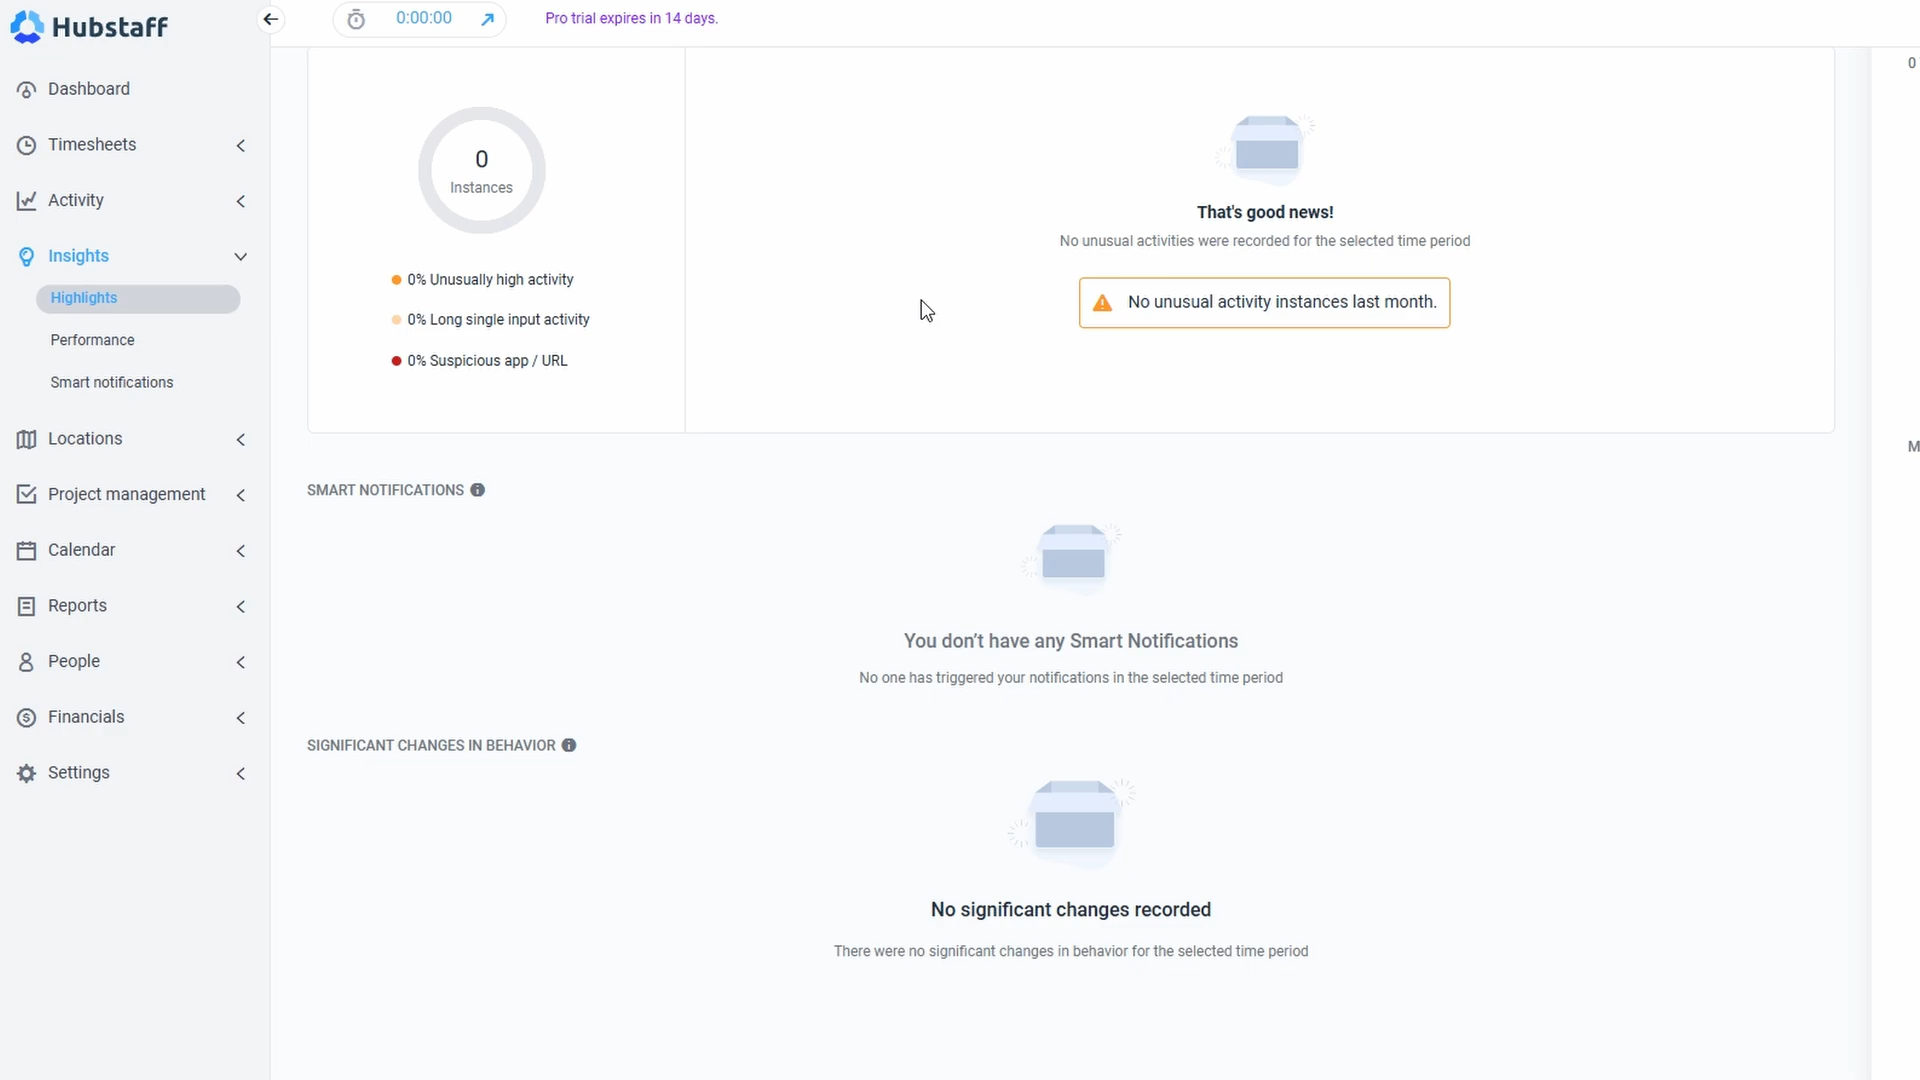 Hubstaff
0:00:00
Pro trial expires in 14 days.
Dashboard
Timesheets
Activity
Insights
Highlights
Performance
Smart notifications
Locations
Project management
Calendar
Reports
People
Financials
Settings
0
Instances
0% Unusually high activity
0% Long single input activity
0% Suspicious app / URL
That's good news!
No unusual activities were recorded for the selected time period
No unusual activity instances last month.
SMART NOTIFICATIONS
You don’t have any Smart Notifications
No one has triggered your notifications in the selected time period
SIGNIFICANT CHANGES IN BEHAVIOR
No significant changes recorded
There were no significant changes in behavior for the selected time period
0
M